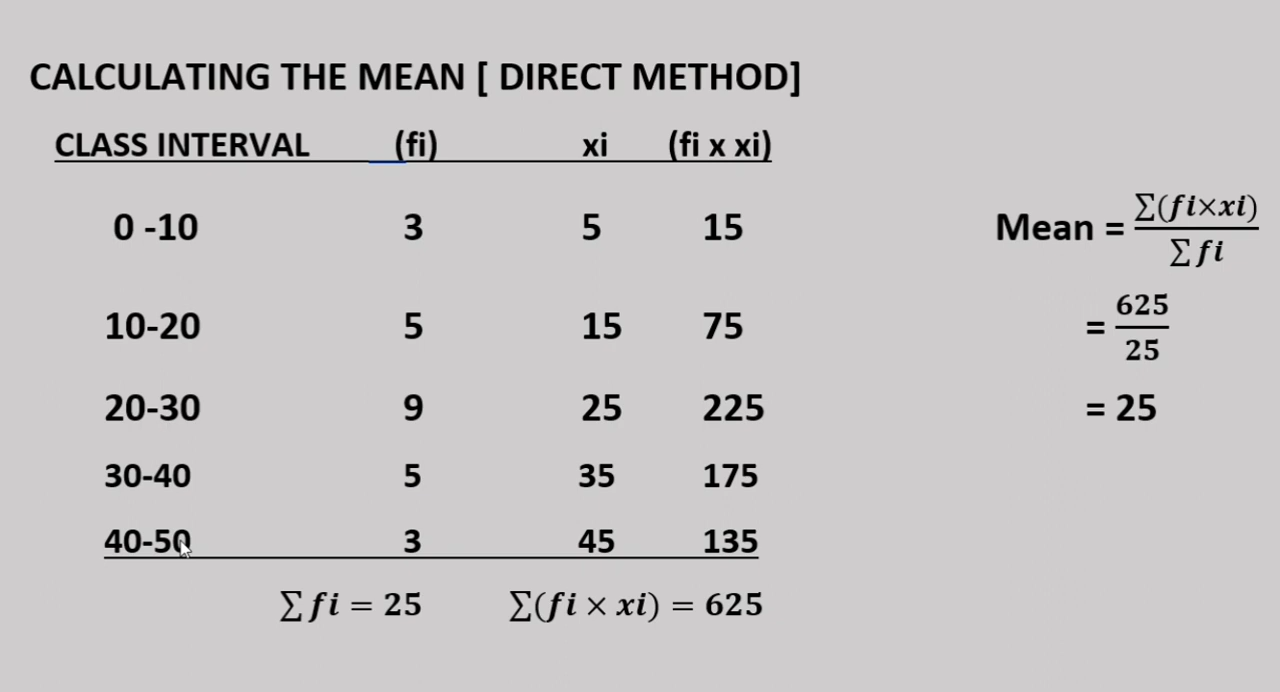 CALCULATING THE MEAN [ DIRECT METHOD]
CLASS INTERVAL (fi) xi (fi x xi)
0 -10 3 5 15
10-20 5 15 75
20-30 9 25 225
30-40 5 35 175
40-50 3 45 135
∑ fi = 25 ∑(fi × xi) = 625
Mean = ∑(fi×xi) / ∑ fi
= 625 / 25
= 25